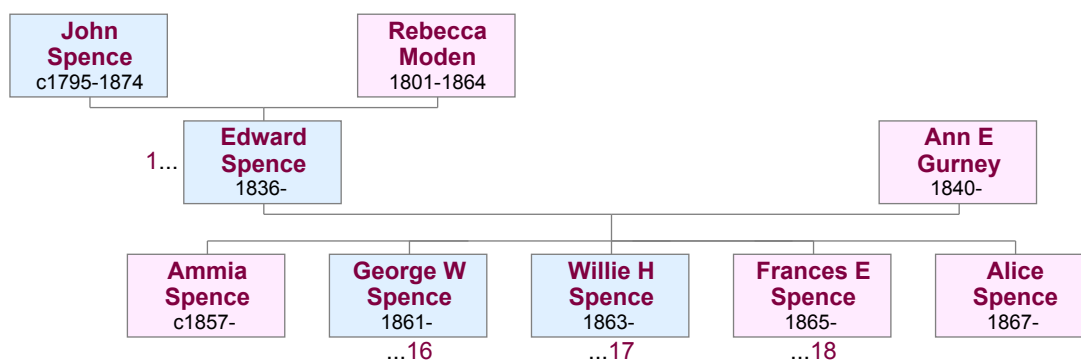 John
Spence
c1795-1874
Rebecca
Moden
1801-1864
1...
Edward
Spence
1836-
Ann E
Gurney
1840-
Ammia
Spence
c1857-
George W
Spence
1861-
...16
Willie H
Spence
1863-
...17
Frances E
Spence
1865-
...18
Alice
Spence
1867-